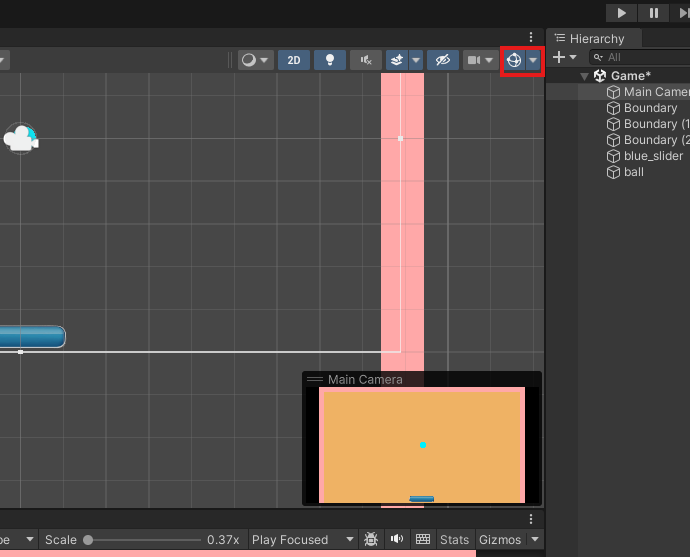 Hierarchy
2D
All
Game*
Main Camer
Boundary
Boundary (1
Boundary (2
blue_slider
ball
Main Camera
Scale
0.37x
Play Focused
Stats
Gizmos